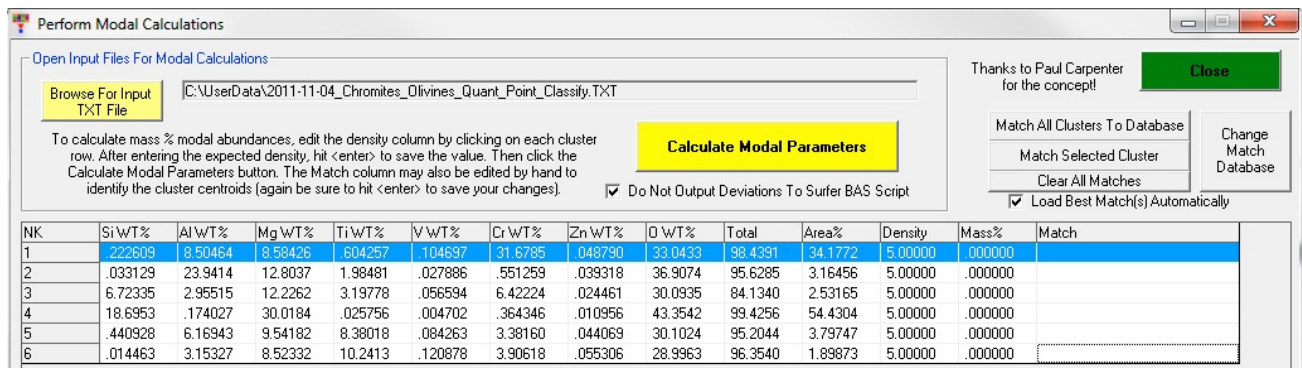 Perform Modal Calculations
Open Input Files For Modal Calculations
Browse For Input
TXT File
C:\UserData\2011-11-04_Chromites_Olivines_Quant_Point_Classify.TXT
To calculate mass % modal abundances, edit the density column by clicking on each cluster
row. After entering the expected density, hit <enter> to save the value. Then click the
Calculate Modal Parameters button. The Match column may also be edited by hand to
identify the cluster centroids (again be sure to hit <enter> to save your changes).
Calculate Modal Parameters
Do Not Output Deviations To Surfer BAS Script
Thanks to Paul Carpenter
for the concept!
Close
Match All Clusters To Database
Match Selected Cluster
Clear All Matches
Change
Match
Database
Load Best Match(s) Automatically
NK Si WT% Al WT% Mg WT% Ti WT% V WT% Cr WT% Zn WT% O WT% Total Area% Density Mass% Match
1 .222609 8.50464 8.58426 .604257 .104697 31.6785 .048790 33.0433 98.4391 34.1772 5.00000 .000000
2 .033129 23.9414 12.8037 1.98481 .027886 .551259 .039318 36.9074 95.6285 3.16456 5.00000 .000000
3 6.72335 2.95515 12.2262 3.19778 .056594 6.42224 .024461 30.0935 84.1340 2.53165 5.00000 .000000
4 18.6953 .174027 30.0184 .025756 .004702 .364346 .010956 43.3542 99.4256 54.4304 5.00000 .000000
5 .440928 6.16943 9.54182 8.38018 .084263 3.38160 .044069 30.1024 95.2044 3.79747 5.00000 .000000
6 .014463 3.15327 8.52332 10.2413 .120878 3.90618 .055306 28.9963 96.3540 1.89873 5.00000 .000000